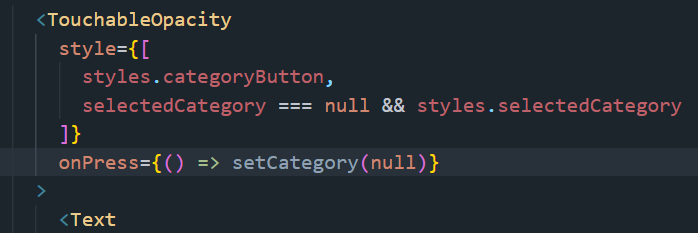 <TouchableOpacity
style={[
styles.categoryButton,
selectedCategory === null && styles.selectedCategory
]}
onPress={() => setCategory(null)}
>
<Text